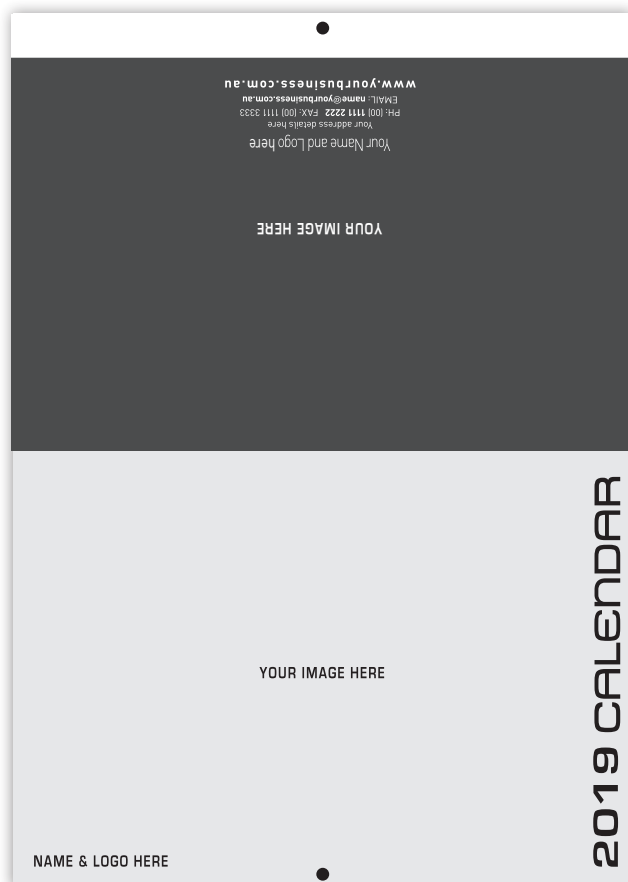 YOUR IMAGE HERE
Your Name and Logo here
Your address details here
PH: (00) 1111 2222 FAX: (00) 1111 3333
EMAIL: name@yourbusiness.com.au
www.yourbusiness.com.au
YOUR IMAGE HERE
2019 CALENDAR
NAME & LOGO HERE